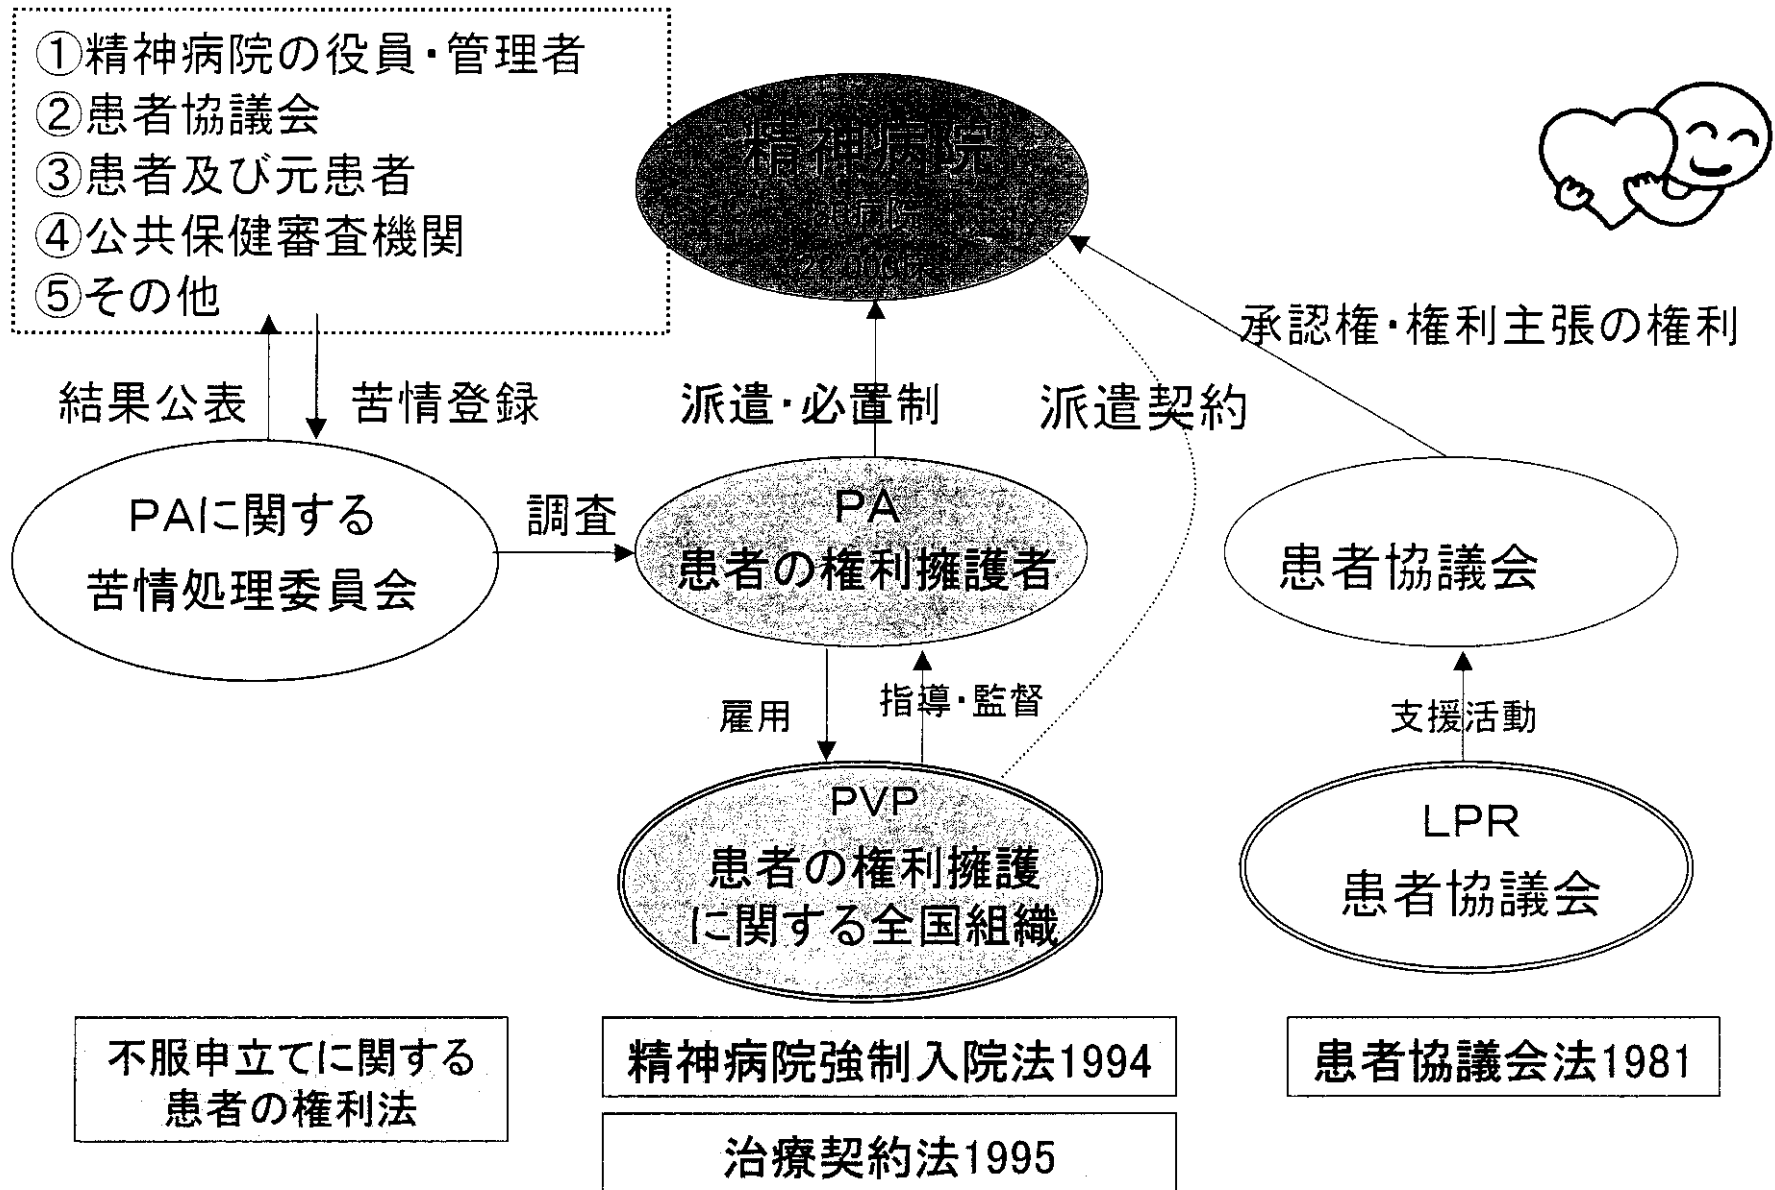 ①精神病院の役員・管理者
②患者協議会
③患者及び元患者
④公共保健審査機関
⑤その他
精神病院
承認権・権利主張の権利
結果公表
苦情登録
派遣・必置制
派遣契約
PAに関する
苦情処理委員会
調査
PA
患者の権利擁護者
患者協議会
雇用
指導・監督
支援活動
PVP
患者の権利擁護
に関する全国組織
LPR
患者協議会
不服申立てに関する
患者の権利法
精神病院強制入院法1994
治療契約法1995
患者協議会法1981